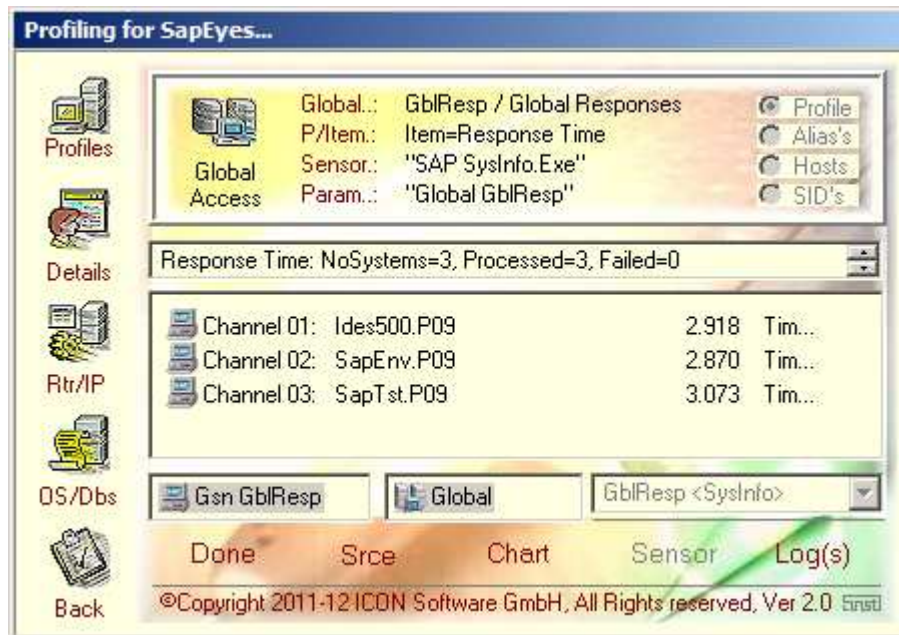 Profiling for SapEyes...
Profiles
Details
Rtr/IP
OS/Dbs
Back
Global Access
Global..: GblResp / Global Responses
P/Item.: Item=Response Time
Sensor.: "SAP SysInfo.Exe"
Param..: "Global GblResp"
Profile
Alias's
Hosts
SID's
Response Time: NoSystems=3, Processed=3, Failed=0
Channel 01: Ides500.P09 2.918 Tim...
Channel 02: SapEnv.P09 2.870 Tim...
Channel 03: SapTst.P09 3.073 Tim...
Gsn GblResp
Global
GblResp <SysInfo>
Done Srce Chart Sensor Log(s)
©Copyright 2011-12 ICON Software GmbH, All Rights reserved, Ver 2.0